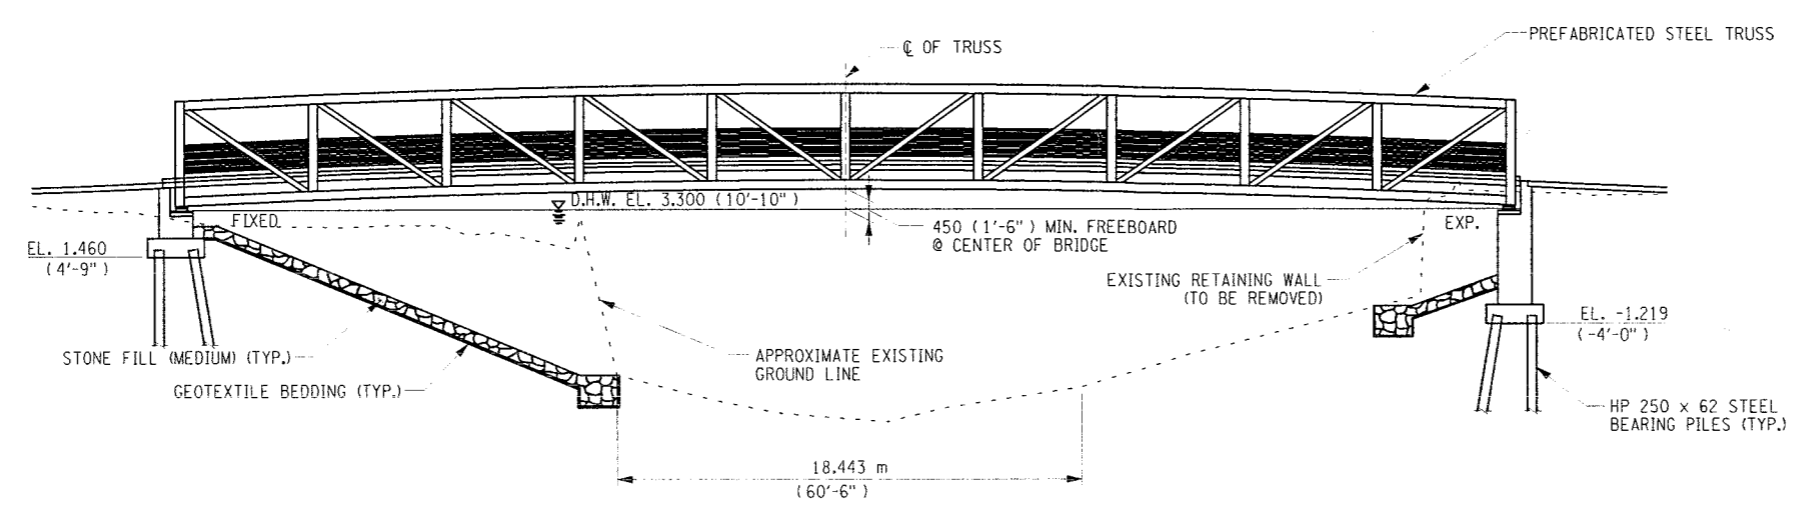 ℄ OF TRUSS
PREFABRICATED STEEL TRUSS
D.H.W. EL. 3.300 (10'-10")
FIXED
450 (1'-6") MIN. FREEBOARD
@ CENTER OF BRIDGE
EXP.
EL. 1.460
(4'-9")
EXISTING RETAINING WALL
(TO BE REMOVED)
EL. -1.219
(-4'-0")
STONE FILL (MEDIUM) (TYP.)
APPROXIMATE EXISTING
GROUND LINE
GEOTEXTILE BEDDING (TYP.)
HP 250 x 62 STEEL
BEARING PILES (TYP.)
18.443 m
(60'-6")